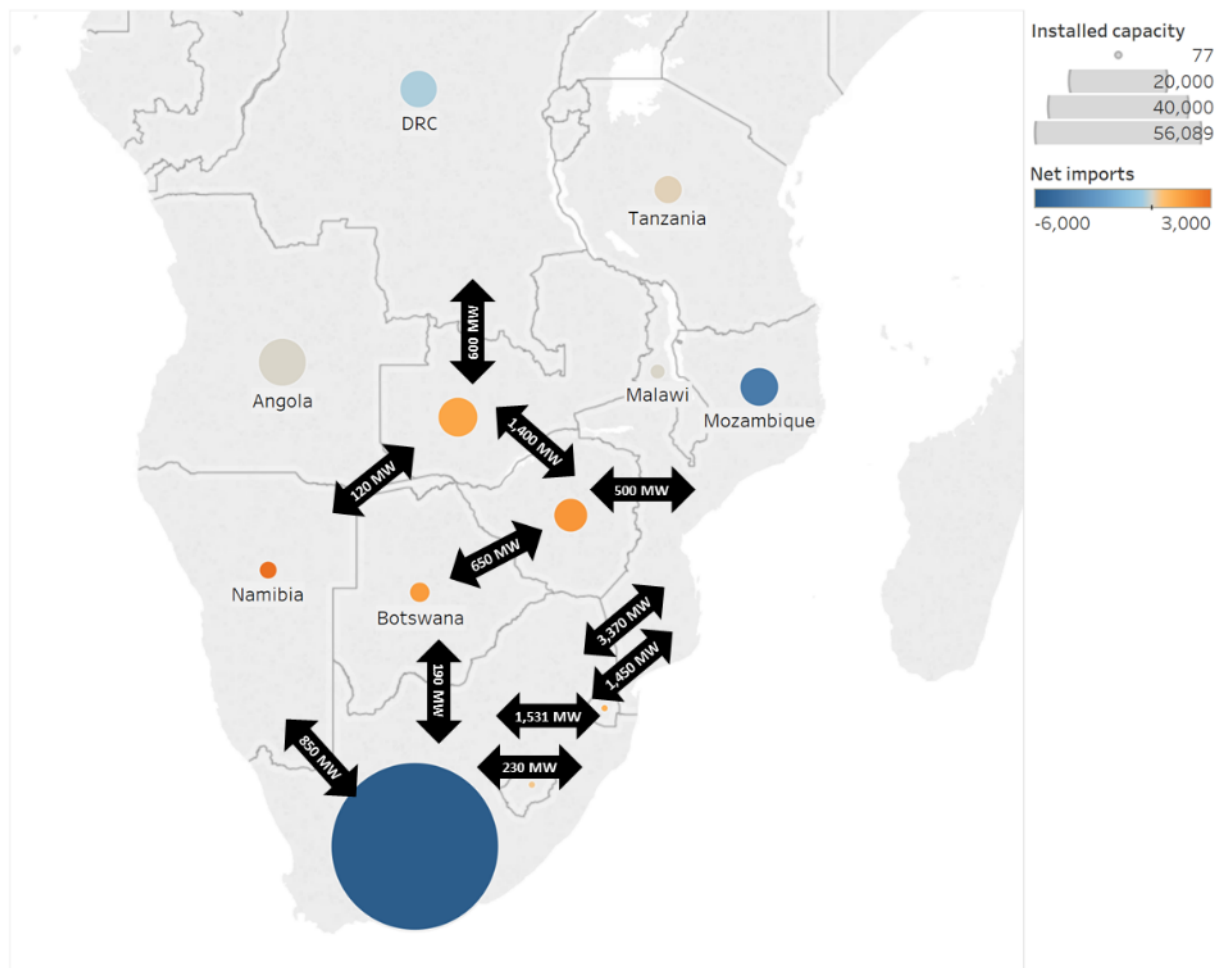 Installed capacity
77
20,000
40,000
56,089
Net imports
-6,000 3,000
DRC
Tanzania
600 MW
Angola
Malawi
Mozambique
1,400 MW
120 MW
500 MW
650 MW
Namibia
Botswana
3,370 MW
1,450 MW
190 MW
1,531 MW
850 MW
230 MW